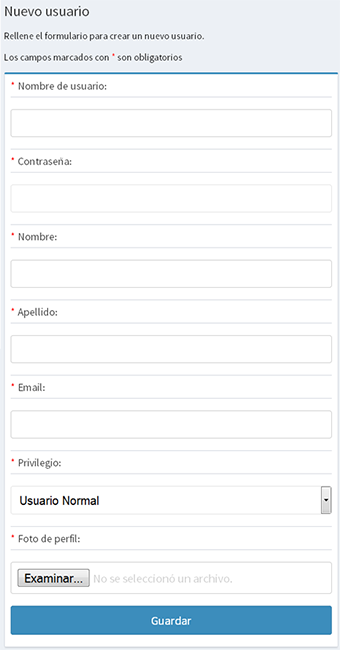 Nuevo usuario
Rellene el formulario para crear un nuevo usuario.
Los campos marcados con * son obligatorios
* Nombre de usuario:
* Contraseña:
* Nombre:
* Apellido:
* Email:
* Privilegio:
Usuario Normal
* Foto de perfil:
Examinar... No se seleccionó un archivo.
Guardar